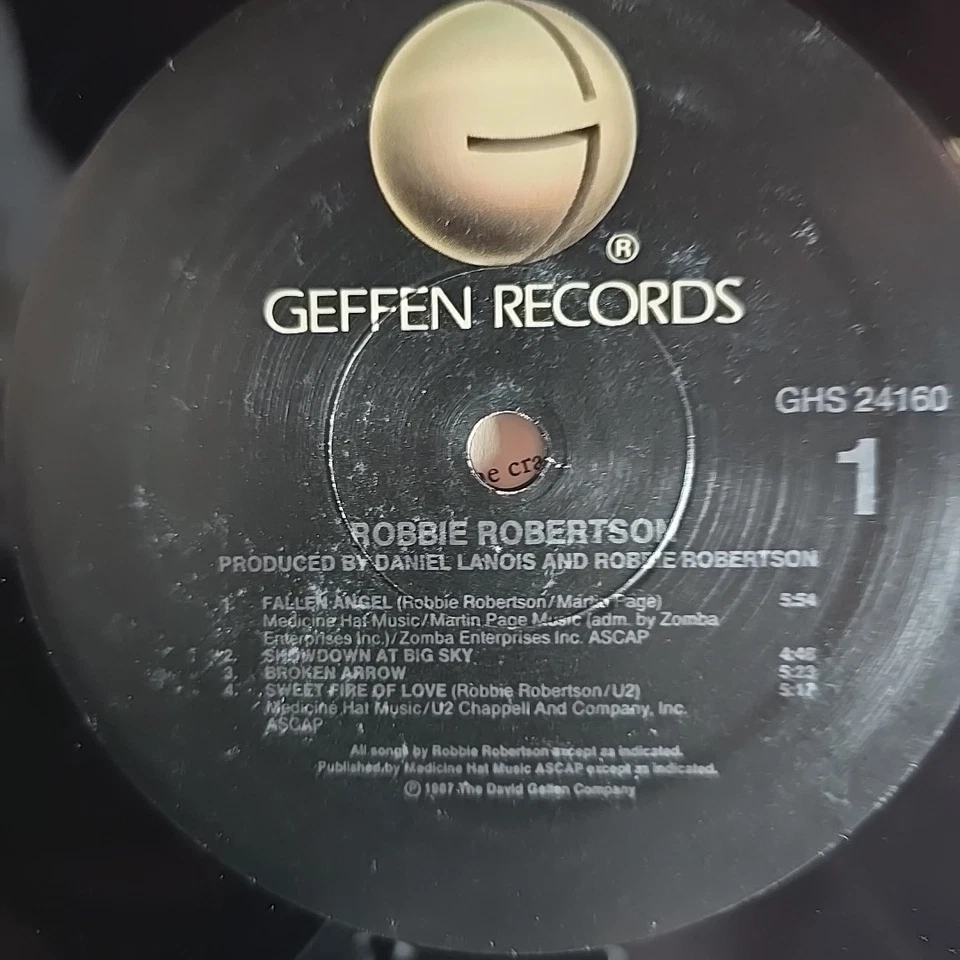 ®
GEFFEN RECORDS
GHS 24160
1
e cra
ROBBIE ROBERTSON
PRODUCED BY DANIEL LANOIS AND ROBBIE ROBERTSON
1. FALLEN ANGEL (Robbie Robertson/Martin Page) 5:54
Medicine Hat Music/Martin Page Music (adm. by Zomba
Enterprises Inc.)/Zomba Enterprises Inc. ASCAP
2. SHOWDOWN AT BIG SKY 4:46
3. BROKEN ARROW 5:23
4. SWEET FIRE OF LOVE (Robbie Robertson/U2) 5:17
Medicine Hat Music/U2 Chappell And Company, Inc.
ASCAP
All songs by Robbie Robertson except as indicated.
Published by Medicine Hat Music ASCAP except as indicated.
℗ 1987 The David Geffen Company